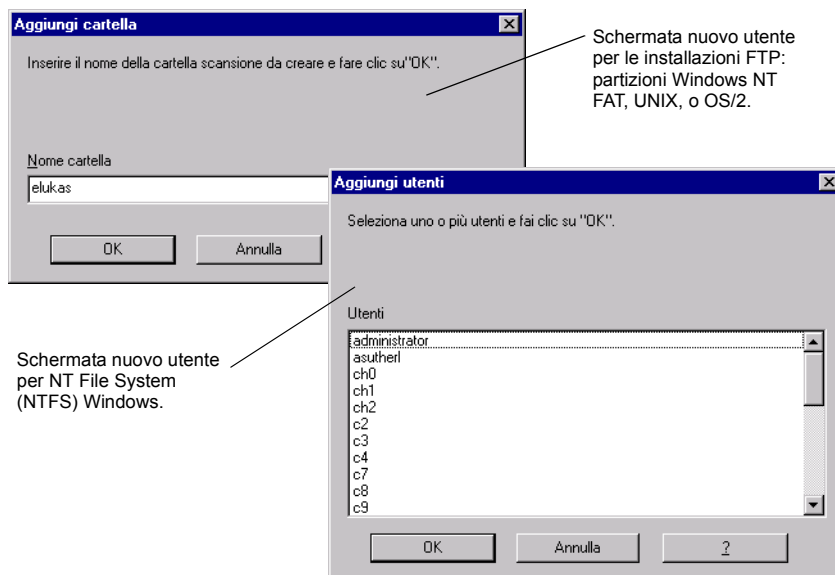 Aggiungi cartella
Inserire il nome della cartella scansione da creare e fare clic su"OK".
Nome cartella
elukas
OK
Annulla
Schermata nuovo utente
per le installazioni FTP:
partizioni Windows NT
FAT, UNIX, o OS/2.
Aggiungi utenti
Seleziona uno o più utenti e fai clic su "OK".
Utenti
administrator
asutherl
ch0
ch1
ch2
c2
c3
c4
c7
c8
c9
OK
Annulla
?
Schermata nuovo utente
per NT File System
(NTFS) Windows.